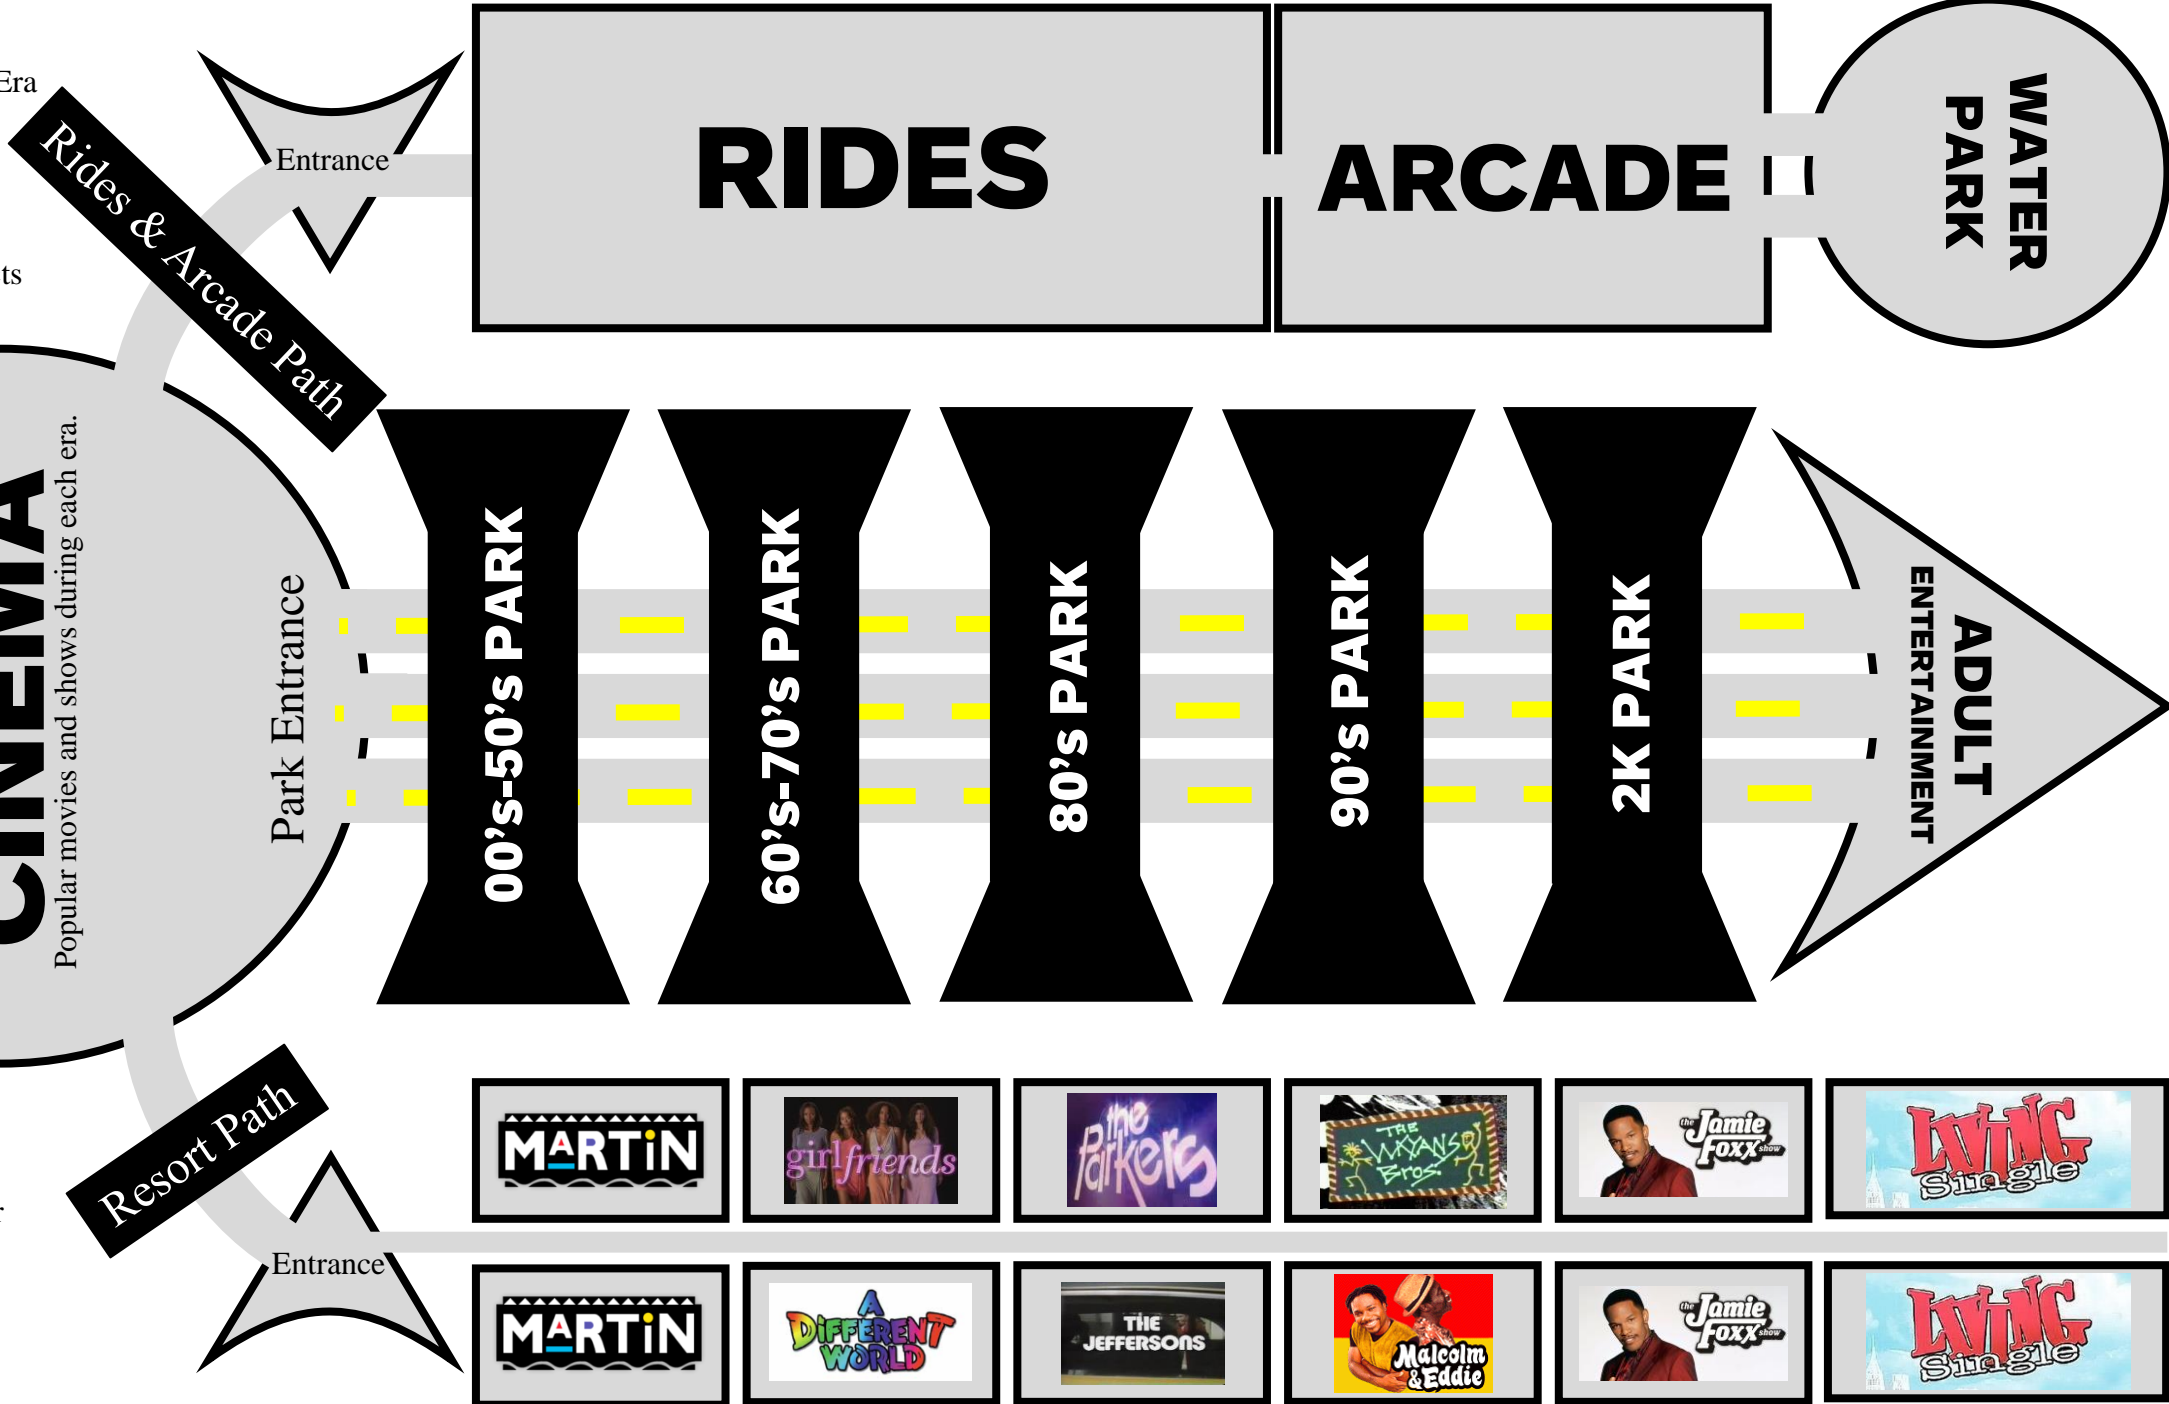 Era
Rides & Arcade Path
Entrance
RIDES
ARCADE
WATER
PARK
ts
CINEMA
Popular movies and shows during each era.
Park Entrance
00's-50's PARK
60's-70's PARK
80's PARK
90's PARK
2K PARK
ADULT
ENTERTAINMENT
Resort Path
Entrance
r
MARTiN
girlfriends
the
Parkers
THE
WAYANS
Bros.
the Jamie
Foxx show
LIVING
Single
MARTiN
A
DiFFERENT
WORLD
THE
JEFFERSONS
Malcolm
&Eddie
the Jamie
Foxx show
LIVING
Single